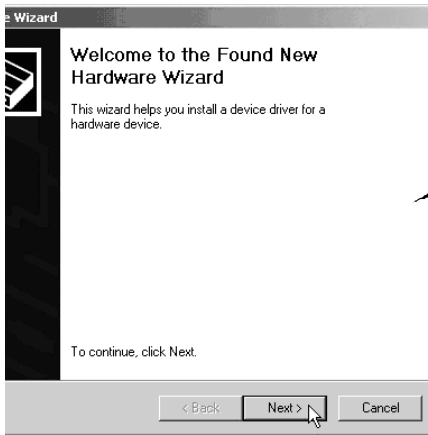 e Wizard
Welcome to the Found New
Hardware Wizard
This wizard helps you install a device driver for a
hardware device.
To continue, click Next.
< Back Next > Cancel